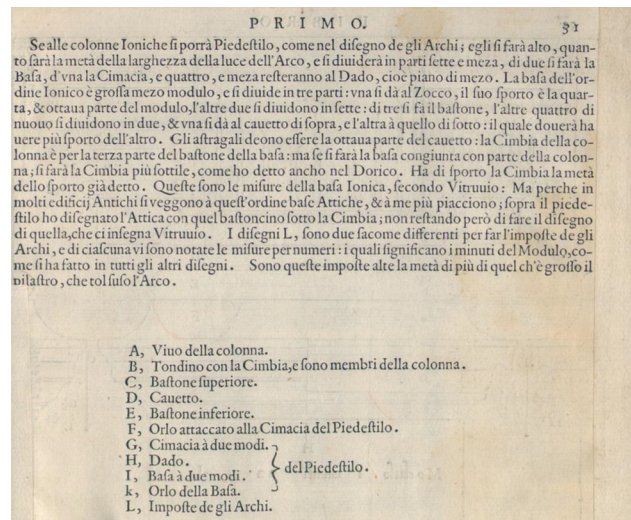 PRIMO. 31
Se alle colonne Ioniche si porrà Piedestilo, come nel disegno de gli Archi; egli si farà alto, quan-
to sarà la metà della larghezza della luce dell'Arco, e si diuiderà in parti sette e meza, di due si farà la
Basa, d'vna la Cimacia, e quattro, e meza resteranno al Dado, cioè piano di mezo. La basa dell'or-
dine Ionico è grossa mezo modulo, e si diuide in tre parti: vna si dà al Zocco, il suo sporto è la quar-
ta, & ottaua parte del modulo, l'altre due si diuidono in sette: di tre si fa il bastone, l'altre quattro di
nuouo si diuidono in due, & vna si dà al cauetto di sopra, e l'altra à quello di sotto: il quale douerà ha
uere più sporto dell'altro. Gli astragali deono essere la ottaua parte del cauetto: la Cimbia della co-
lonna è per la terza parte del bastone della basa: ma se si farà la basa congiunta con parte della colon-
na; si farà la Cimbia più sottile, come ho detto anche nel Dorico. Ha di sporto la Cimbia la metà
dello sporto già detto. Queste sono le misure della basa Ionica, secondo Vitruuio: Ma perche in
molti edificij Antichi si veggono à quest'ordine base Attiche, & à me più piacciono; sopra il piede-
stilo ho disegnato l'Attica con quel bastoncino sotto la Cimbia; non restando però di fare il disegno
di quella, che ci insegna Vitruuio. I disegni L, sono due sacome differenti per far l'imposte de gli
Archi, e di ciascuna vi sono notate le misure per numeri: i quali significano i minuti del Modulo, co-
me si ha fatto in tutti gli altri disegni. Sono queste imposte alte la metà di più di quel ch'è grosso il
pilastro, che tol suso l'Arco.
A, Viuo della colonna.
B, Tondino con la Cimbia, e sono membri della colonna.
C, Bastone superiore.
D, Cauetto.
E, Bastone inferiore.
F, Orlo attaccato alla Cimacia del Piedestilo.
G, Cimacia à due modi.
H, Dado.
I, Basa à due modi.
k, Orlo della Basa.
del Piedestilo.
L, Imposte de gli Archi.